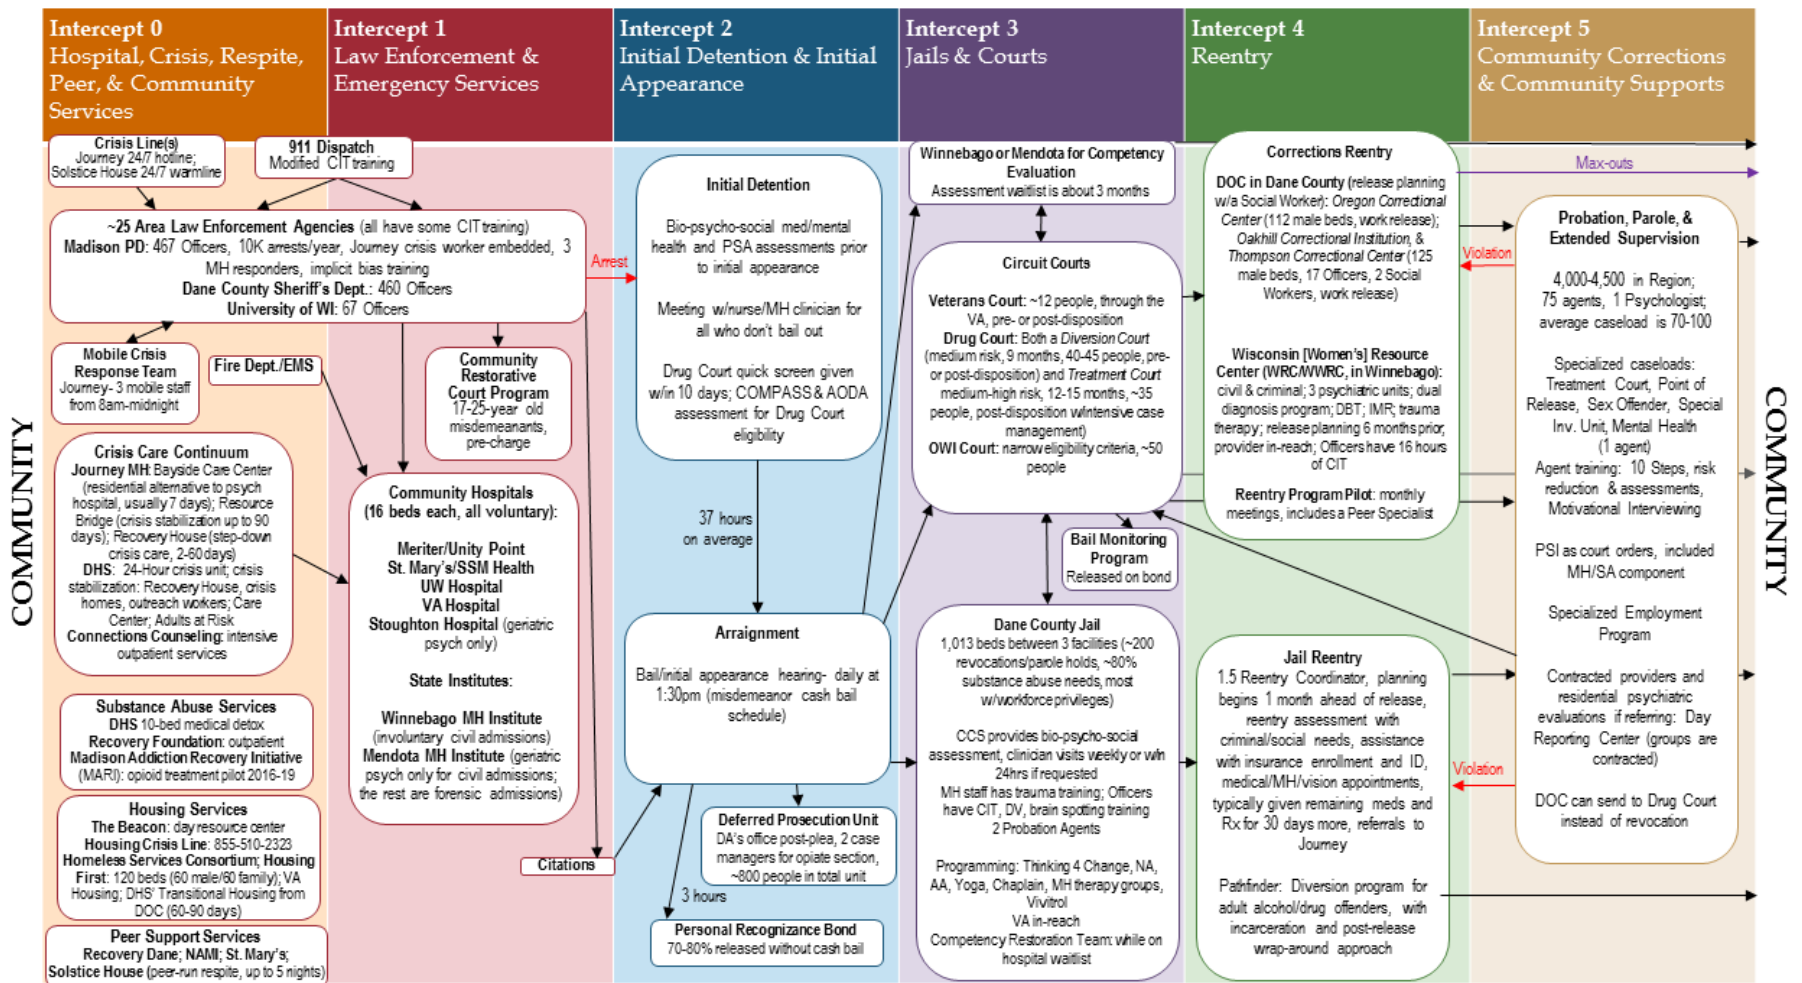 Intercept 0
Hospital, Crisis, Respite,
Peer, & Community
Services
Intercept 1
Law Enforcement &
Emergency Services
Intercept 2
Initial Detention & Initial
Appearance
Intercept 3
Jails & Courts
Intercept 4
Reentry
Intercept 5
Community Corrections
& Community Supports
COMMUNITY
Crisis Line(s)
Journey 24/7 hotline;
Solstice House 24/7 warmline
911 Dispatch
Modified CIT training
~25 Area Law Enforcement Agencies (all have some CIT training)
Madison PD: 467 Officers, 10K arrests/year, Journey crisis worker embedded, 3
MH responders, implicit bias training
Dane County Sheriff's Dept.: 460 Officers
University of WI: 67 Officers
Arrest
Mobile Crisis
Response Team
Journey- 3 mobile staff
from 8am-midnight
Fire Dept./EMS
Community
Restorative
Court Program
17-25-year old
misdemeanants,
pre-charge
Crisis Care Continuum
Journey MH: Bayside Care Center
(residential alternative to psych
hospital, usually 7 days); Resource
Bridge (crisis stabilization up to 90
days); Recovery House (step-down
crisis care, 2-60 days)
DHS: 24-Hour crisis unit; crisis
stabilization: Recovery House, crisis
homes, outreach workers; Care
Center; Adults at Risk
Connections Counseling: intensive
outpatient services
Community Hospitals
(16 beds each, all voluntary):
Meriter/Unity Point
St. Mary's/SSM Health
UW Hospital
VA Hospital
Stoughton Hospital (geriatric
psych only)
State Institutes:
Winnebago MH Institute
(involuntary civil admissions)
Mendota MH Institute (geriatric
psych only for civil admissions;
the rest are forensic admissions)
Substance Abuse Services
DHS 10-bed medical detox
Recovery Foundation: outpatient
Madison Addiction Recovery Initiative
(MARI): opioid treatment pilot 2016-19
Housing Services
The Beacon: day resource center
Housing Crisis Line: 855-510-2323
Homeless Services Consortium; Housing
First: 120 beds (60 male/60 family); VA
Housing; DHS' Transitional Housing from
DOC (60-90 days)
Peer Support Services
Recovery Dane; NAMI; St. Mary's;
Solstice House (peer-run respite, up to 5 nights)
Citations
Initial Detention
Bio-psycho-social med/mental
health and PSA assessments prior
to initial appearance
Meeting w/nurse/MH clinician for
all who don't bail out
Drug Court quick screen given
w/in 10 days; COMPASS & AODA
assessment for Drug Court
eligibility
37 hours
on average
Arraignment
Bail/initial appearance hearing- daily at
1:30pm (misdemeanor cash bail
schedule)
Deferred Prosecution Unit
DA's office post-plea, 2 case
managers for opiate section,
~800 people in total unit
3 hours
Personal Recognizance Bond
70-80% released without cash bail
Winnebago or Mendota for Competency
Evaluation
Assessment waitlist is about 3 months
Circuit Courts
Veterans Court: ~12 people, through the
VA, pre- or post-disposition
Drug Court: Both a Diversion Court
(medium risk, 9 months, 40-45 people, pre-
or post-disposition) and Treatment Court
medium-high risk, 12-15 months, ~35
people, post-disposition w/intensive case
management)
OWI Court: narrow eligibility criteria, ~50
people
Bail Monitoring
Program
Released on bond
Dane County Jail
1,013 beds between 3 facilities (~200
revocations/parole holds, ~80%
substance abuse needs, most
w/workforce privileges)
CCS provides bio-psycho-social
assessment, clinician visits weekly or w/in
24hrs if requested
MH staff has trauma training; Officers
have CIT, DV, brain spotting training
2 Probation Agents
Programming: Thinking 4 Change, NA,
AA, Yoga, Chaplain, MH therapy groups,
Vivitrol
VA in-reach
Competency Restoration Team: while on
hospital waitlist
Corrections Reentry
DOC in Dane County (release planning
w/a Social Worker): Oregon Correctional
Center (112 male beds, work release);
Oakhill Correctional Institution, &
Thompson Correctional Center (125
male beds, 17 Officers, 2 Social
Workers, work release)
Wisconsin [Women's] Resource
Center (WRC/WWRC, in Winnebago):
civil & criminal; 3 psychiatric units; dual
diagnosis program; DBT; IMR; trauma
therapy; release planning 6 months prior;
provider in-reach; Officers have 16 hours
of CIT
Reentry Program Pilot: monthly
meetings, includes a Peer Specialist
Jail Reentry
1.5 Reentry Coordinator, planning
begins 1 month ahead of release,
reentry assessment with
criminal/social needs, assistance
with insurance enrollment and ID,
medical/MH/vision appointments,
typically given remaining meds and
Rx for 30 days more, referrals to
Journey
Pathfinder: Diversion program for
adult alcohol/drug offenders, with
incarceration and post-release
wrap-around approach
Max-outs
Violation
Violation
Probation, Parole, &
Extended Supervision
4,000-4,500 in Region;
75 agents, 1 Psychologist;
average caseload is 70-100
Specialized caseloads:
Treatment Court, Point of
Release, Sex Offender, Special
Inv. Unit, Mental Health
(1 agent)
Agent training: 10 Steps, risk
reduction & assessments,
Motivational Interviewing
PSI as court orders, included
MH/SA component
Specialized Employment
Program
Contracted providers and
residential psychiatric
evaluations if referring: Day
Reporting Center (groups are
contracted)
DOC can send to Drug Court
instead of revocation
COMMUNITY